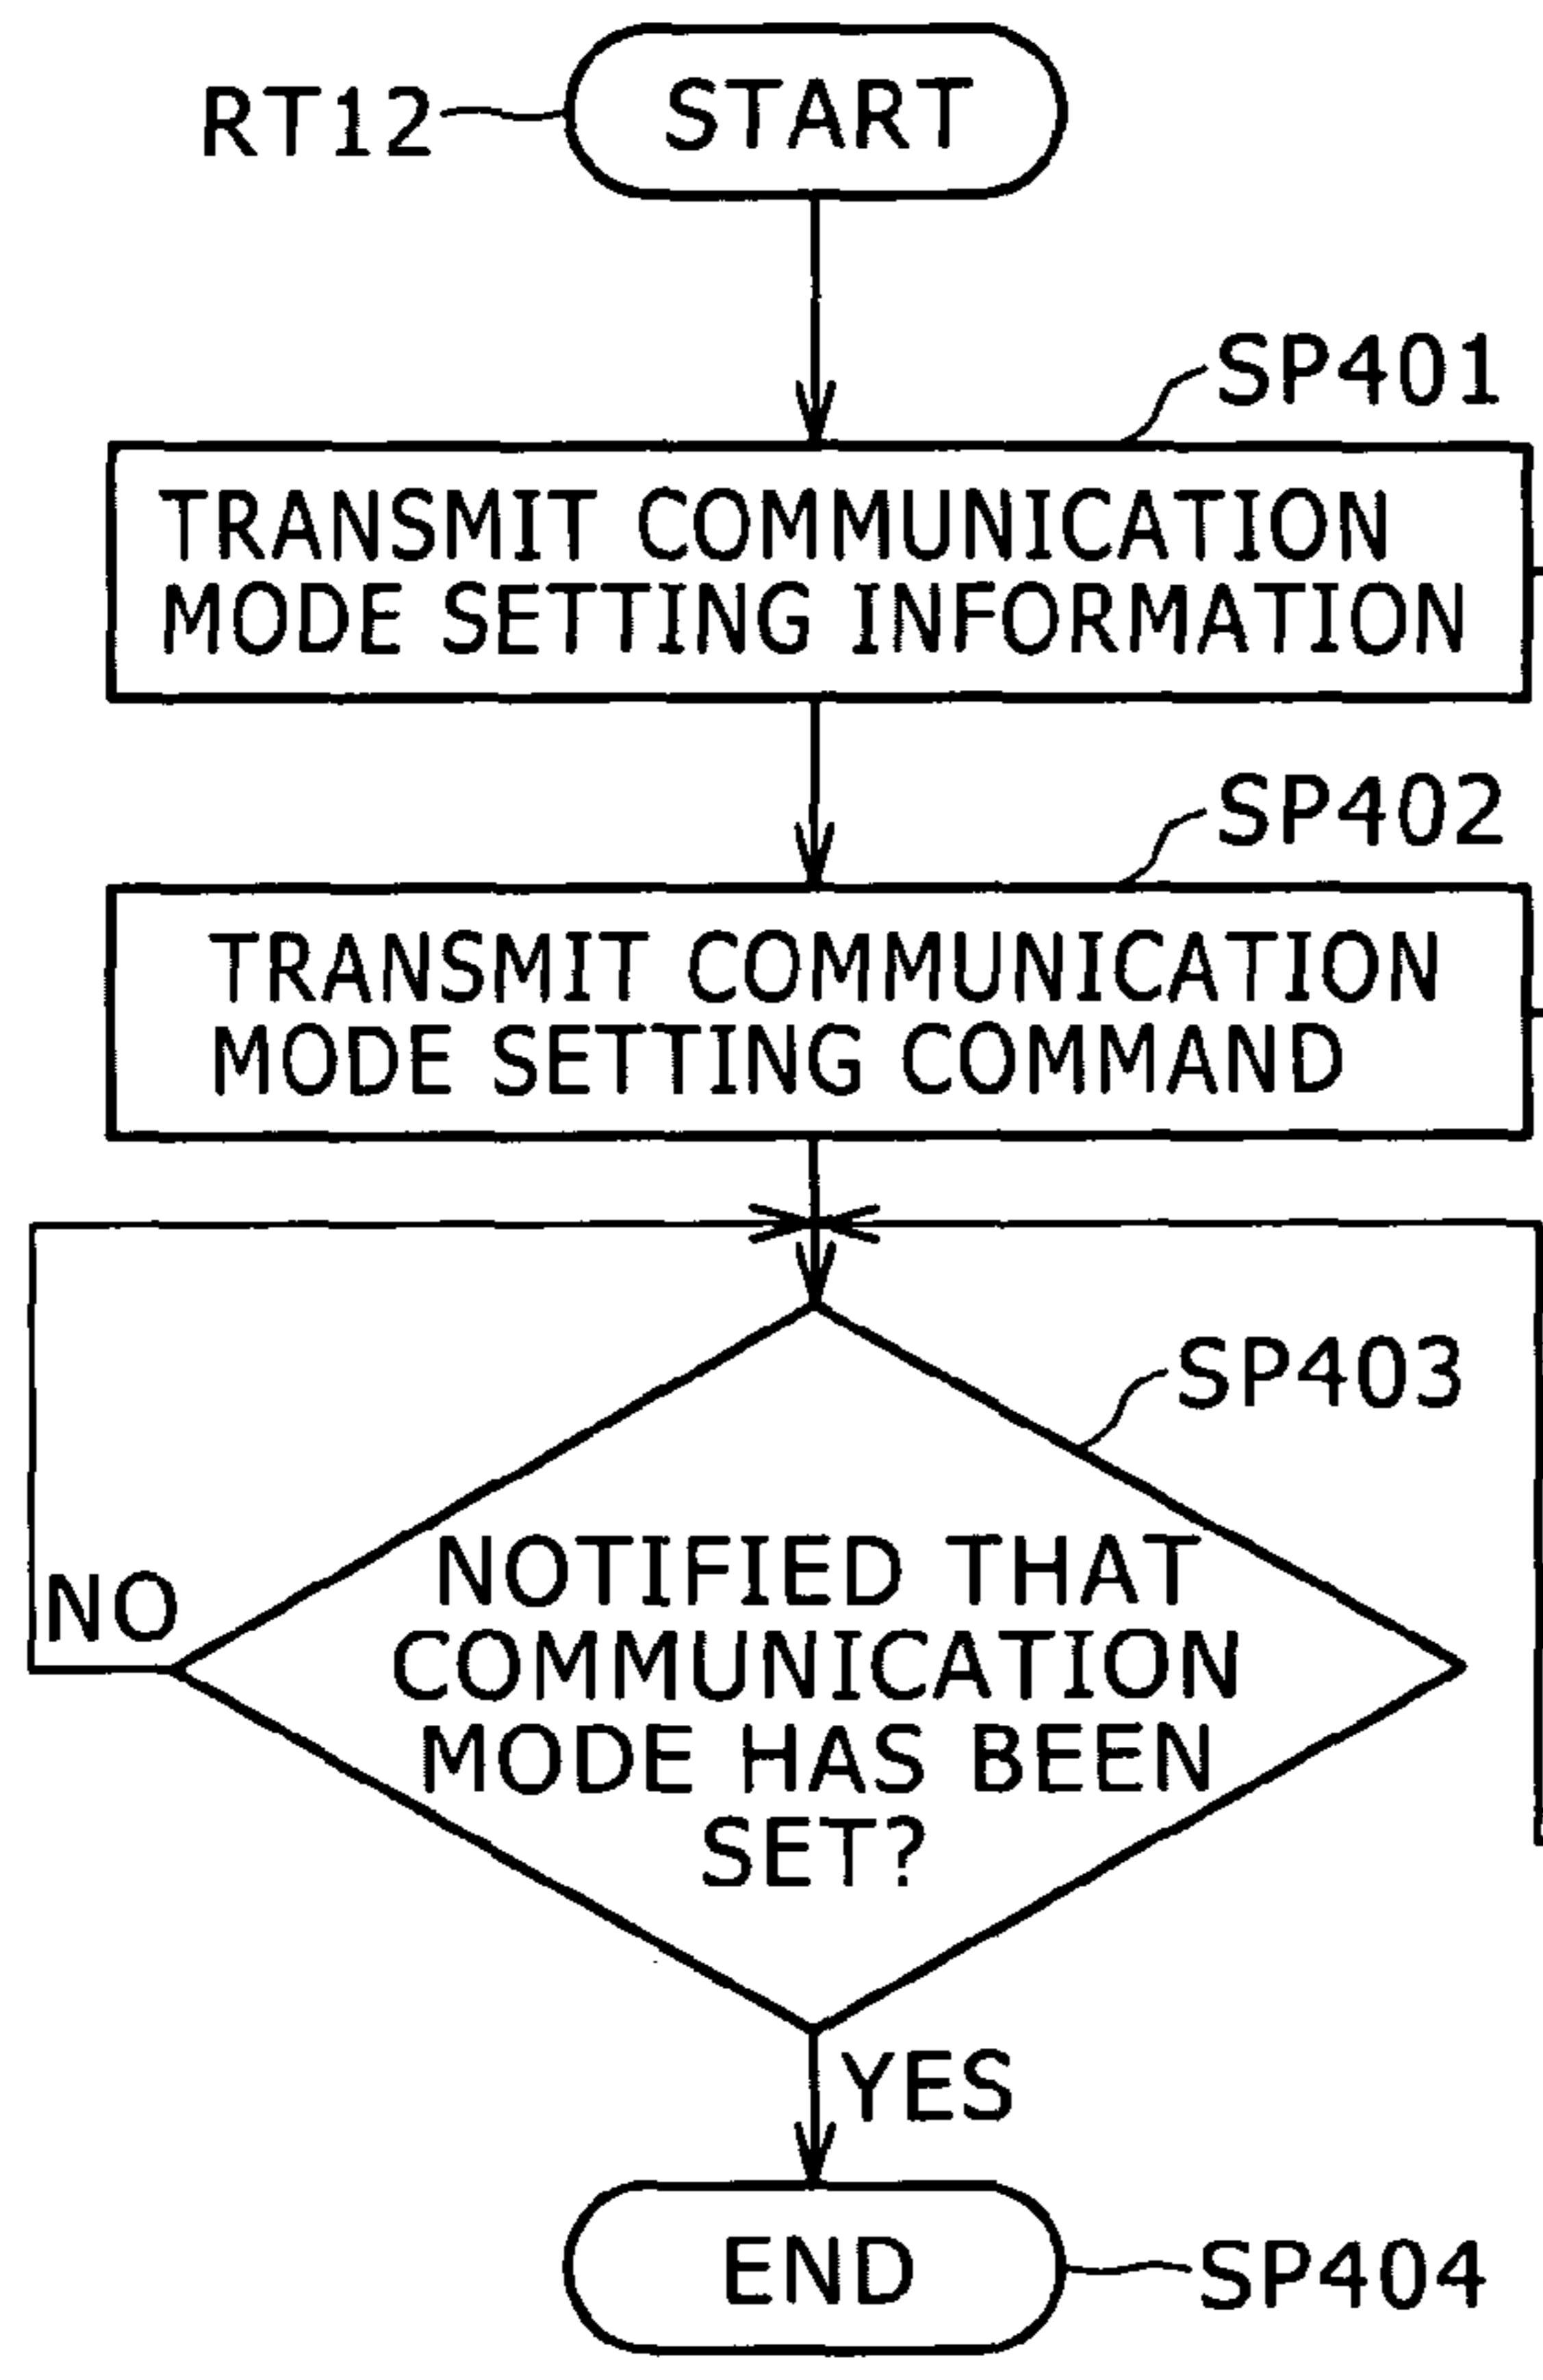 RT12
START
SP401
TRANSMIT COMMUNICATION
MODE SETTING INFORMATION
SP402
TRANSMIT COMMUNICATION
MODE SETTING COMMAND
SP403
NO
NOTIFIED THAT
COMMUNICATION
MODE HAS BEEN
SET?
YES
END
SP404